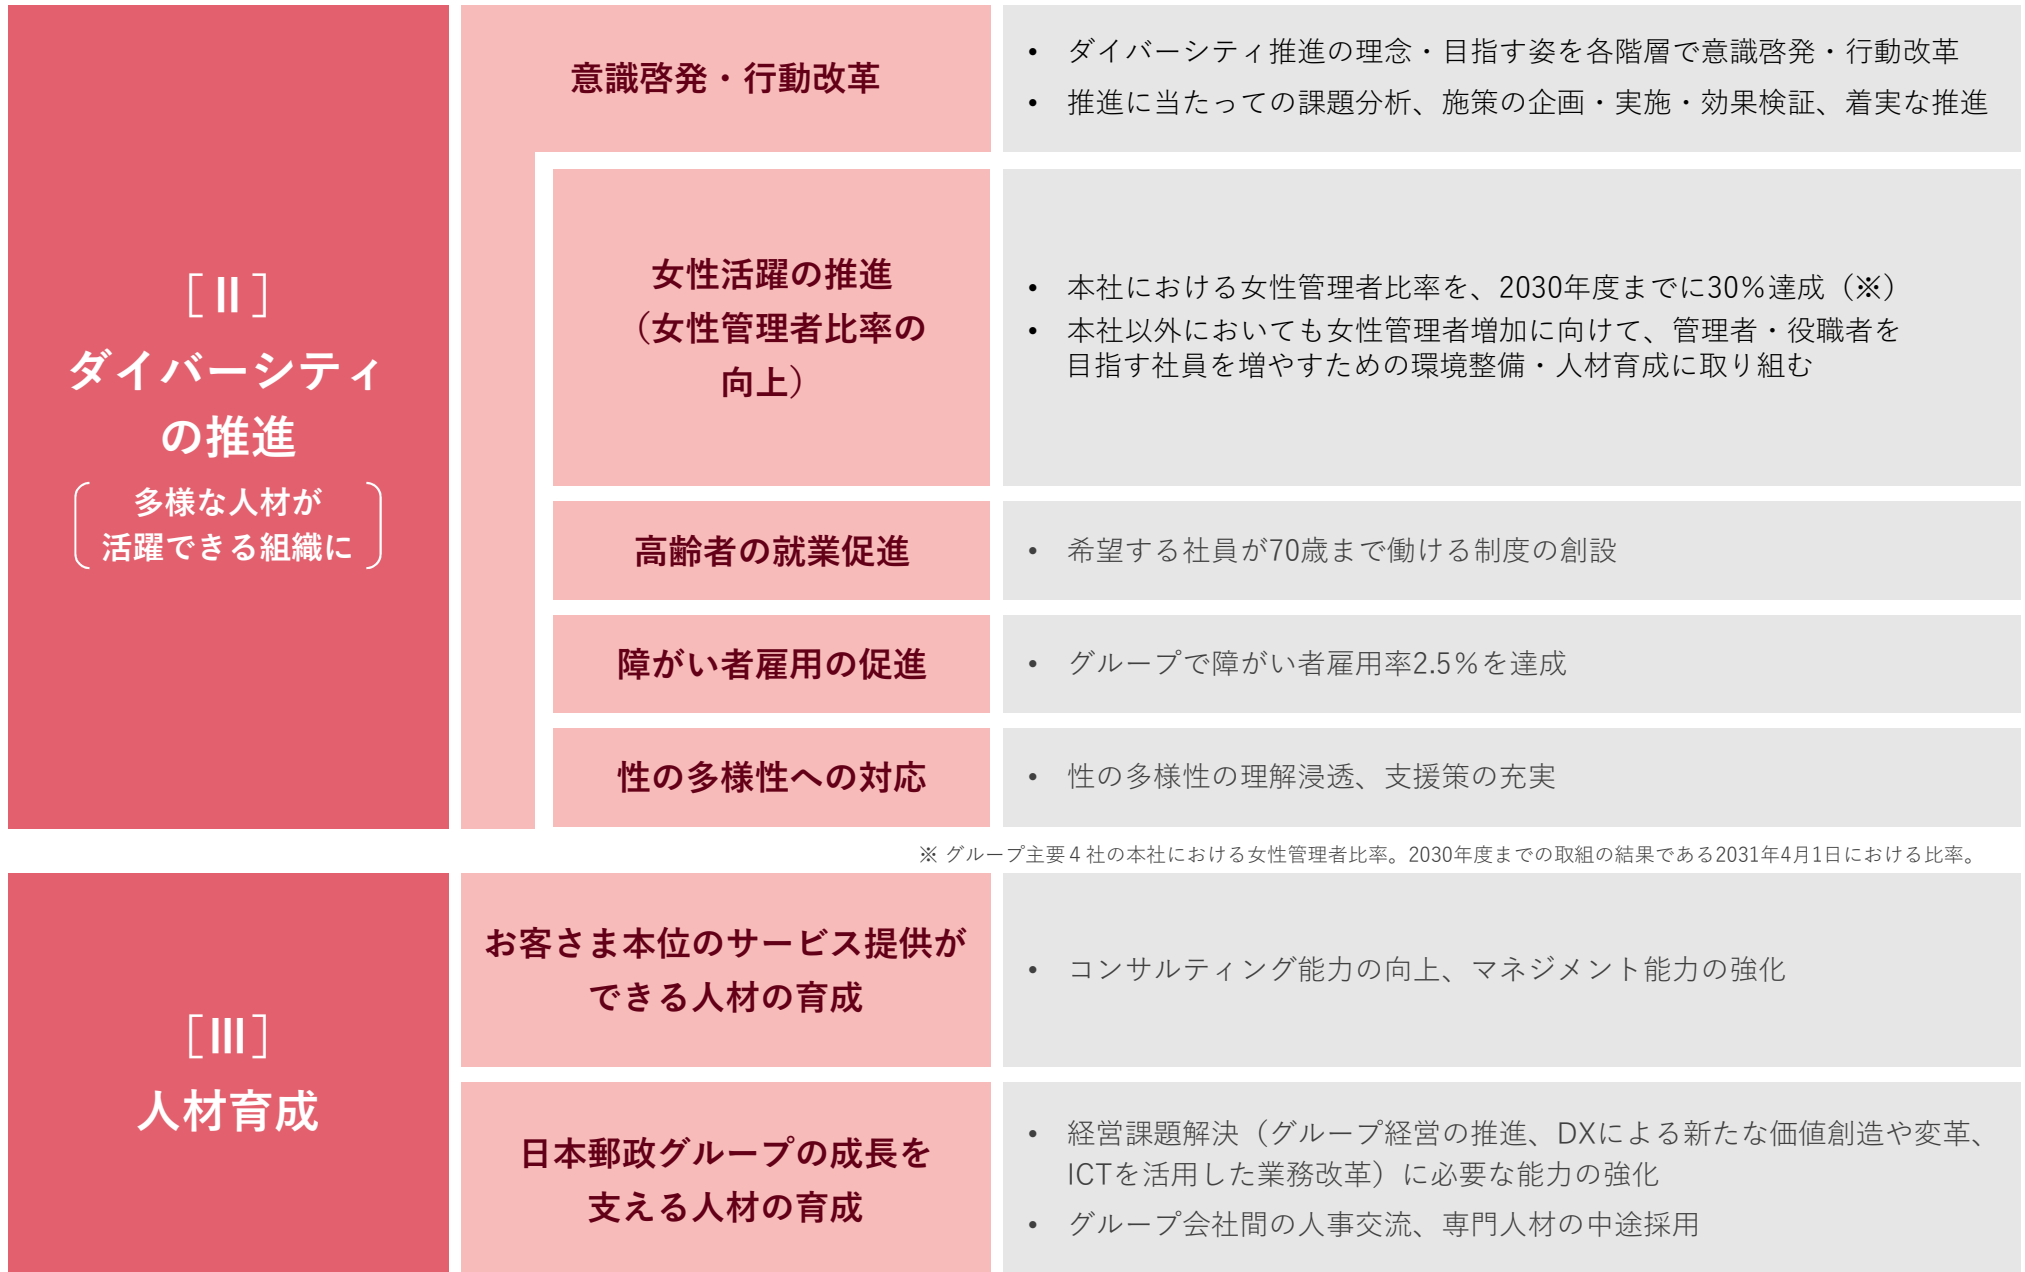 [Ⅱ]
ダイバーシティ
の推進
多様な人材が
活躍できる組織に
意識啓発・行動改革
• ダイバーシティ推進の理念・目指す姿を各階層で意識啓発・行動改革
• 推進に当たっての課題分析、施策の企画・実施・効果検証、着実な推進
女性活躍の推進
（女性管理者比率の
向上）
• 本社における女性管理者比率を、2030年度までに30％達成（※）
• 本社以外においても女性管理者増加に向けて、管理者・役職者を
目指す社員を増やすための環境整備・人材育成に取り組む
高齢者の就業促進
• 希望する社員が70歳まで働ける制度の創設
障がい者雇用の促進
• グループで障がい者雇用率2.5％を達成
性の多様性への対応
• 性の多様性の理解浸透、支援策の充実
※ グループ主要４社の本社における女性管理者比率。2030年度までの取組の結果である2031年4月1日における比率。
[Ⅲ]
人材育成
お客さま本位のサービス提供が
できる人材の育成
• コンサルティング能力の向上、マネジメント能力の強化
日本郵政グループの成長を
支える人材の育成
• 経営課題解決（グループ経営の推進、DXによる新たな価値創造や変革、
ICTを活用した業務改革）に必要な能力の強化
• グループ会社間の人事交流、専門人材の中途採用